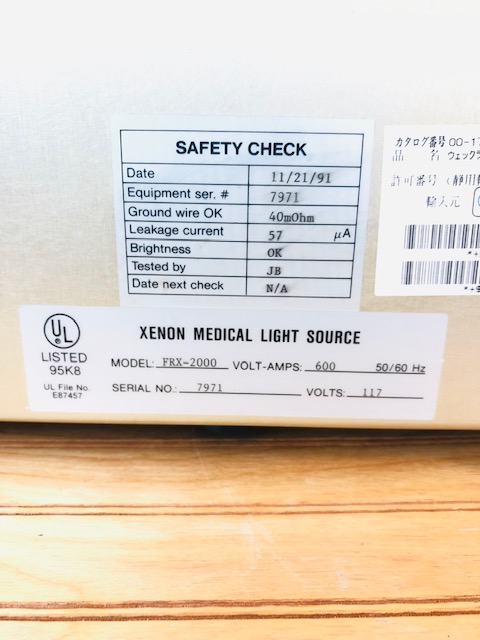 SAFETY CHECK
Date 11/21/91
Equipment ser. # 7971
Ground wire OK 40mOhm
Leakage current 57 µA
Brightness OK
Tested by JB
Date next check N/A
カタログ番号 00-17
品 名 ウェックラ
許可番号 (輸入元
UL
LISTED
95K8
UL File No.
E87457
XENON MEDICAL LIGHT SOURCE
MODEL: FRX-2000 VOLT-AMPS: 600 50/60 Hz
SERIAL NO.: 7971 VOLTS: 117